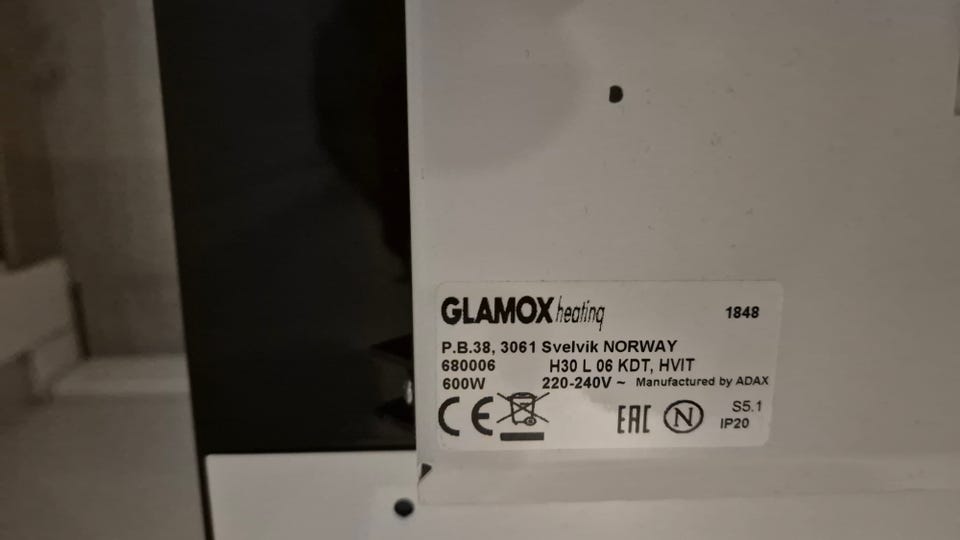 GLAMOX heating 1848
P.B.38, 3061 Svelvik NORWAY
680006 H30 L 06 KDT, HVIT
600W 220-240V ~ Manufactured by ADAX
CE EAC N S5.1
IP20